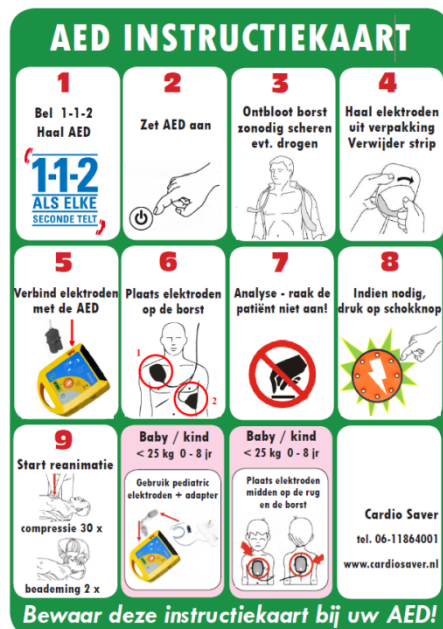 AED INSTRUCTIEKAART
1
Bel 1-1-2
Haal AED
1-1-2
ALS ELKE
SECONDE TELT
2
Zet AED aan
3
Ontbloot borst
zonodig scheren
evt. drogen
4
Haal elektroden
uit verpakking
Verwijder strip
5
Verbind elektroden
met de AED
6
Plaats elektroden
op de borst
1
2
7
Analyse - raak de
patiënt niet aan!
8
Indien nodig,
druk op schokknop
9
Start reanimatie
compressie 30 x
beademing 2 x
Baby / kind
< 25 kg 0 - 8 jr
Gebruik pediatric
elektroden + adapter
Baby / kind
< 25 kg 0 - 8 jr
Plaats elektroden
midden op de rug
en de borst
Cardio Saver
tel. 06-11864001
www.cardiosaver.nl
Bewaar deze instructiekaart bij uw AED!